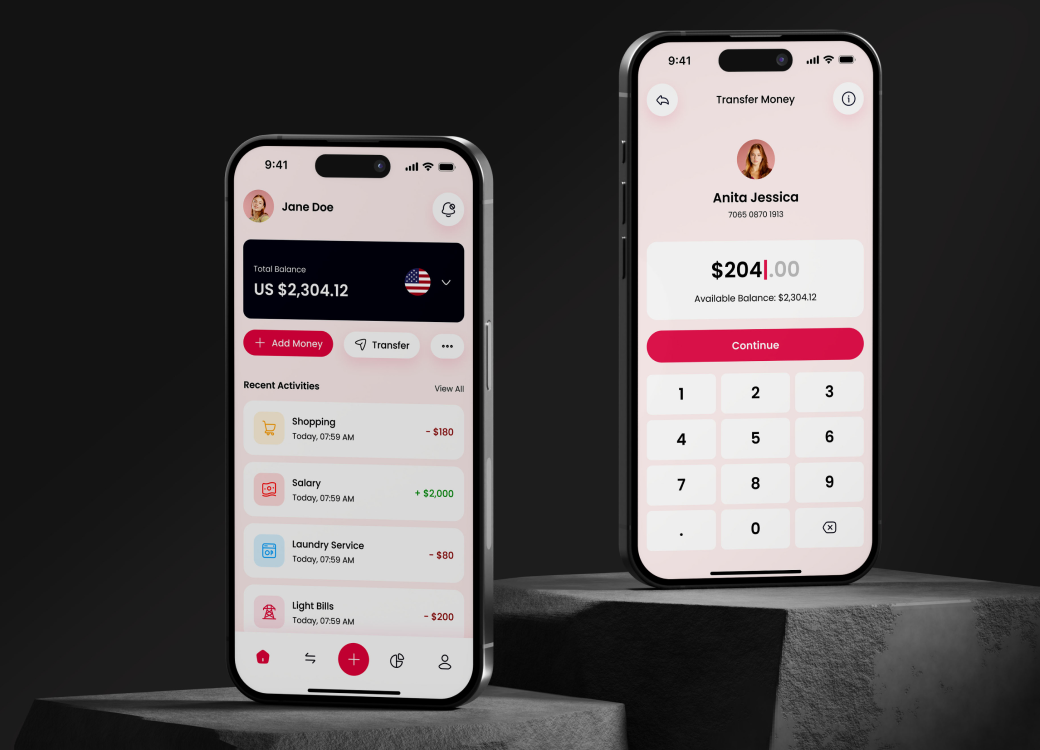 9:41
Jane Doe
Total Balance
US $2,304.12
Add Money
Transfer
Recent Activities
View All
Shopping
Today, 07:59 AM
- $180
Salary
Today, 07:59 AM
+ $2,000
Laundry Service
Today, 07:59 AM
- $80
Light Bills
Today, 07:59 AM
- $200
9:41
Transfer Money
Anita Jessica
7065 0870 1913
$204.00
Available Balance: $2,304.12
Continue
1 2 3
4 5 6
7 8 9
. 0